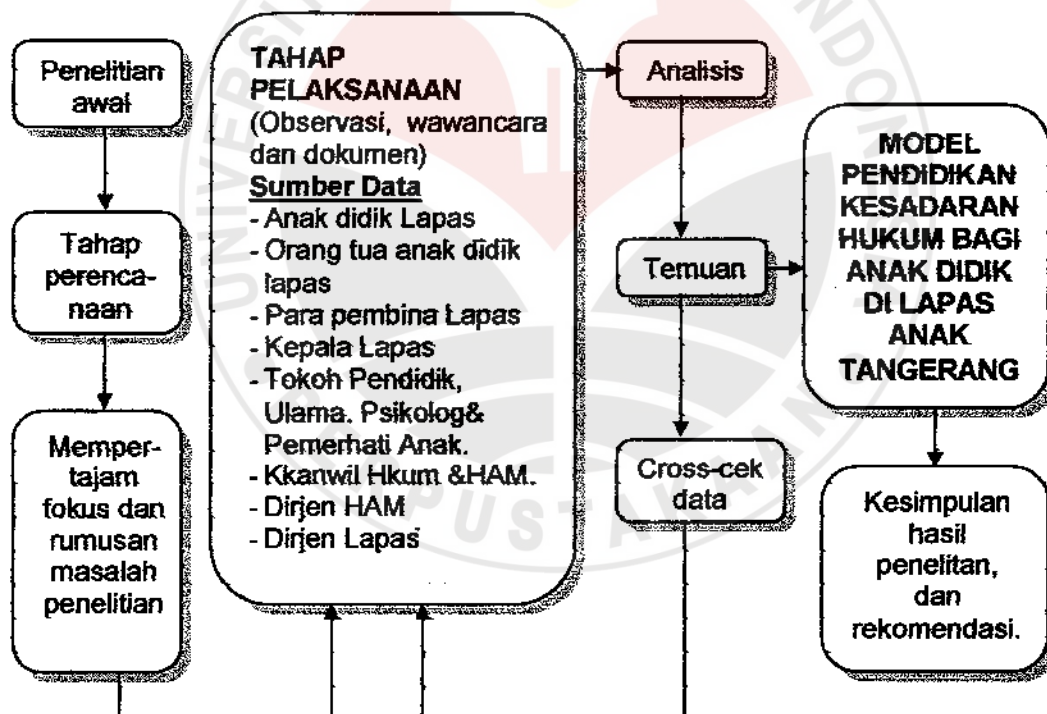 Penelitian
awal
Tahap
perenca-
naan
Memper-
tajam
fokus dan
rumusan
masalah
penelitian
TAHAP
PELAKSANAAN
(Observasi, wawancara
dan dokumen)
Sumber Data
- Anak didik Lapas
- Orang tua anak didik
lapas
- Para pembina Lapas
- Kepala Lapas
- Tokoh Pendidik,
Ulama. Psikolog&
Pemerhati Anak.
- Kkanwil Hkum &HAM.
- Dirjen HAM
- Dirjen Lapas
Analisis
Temuan
Cross-cek
data
MODEL
PENDIDIKAN
KESADARAN
HUKUM BAGI
ANAK DIDIK
DI LAPAS
ANAK
TANGERANG
Kesimpulan
hasil
penelitan,
dan
rekomendasi.